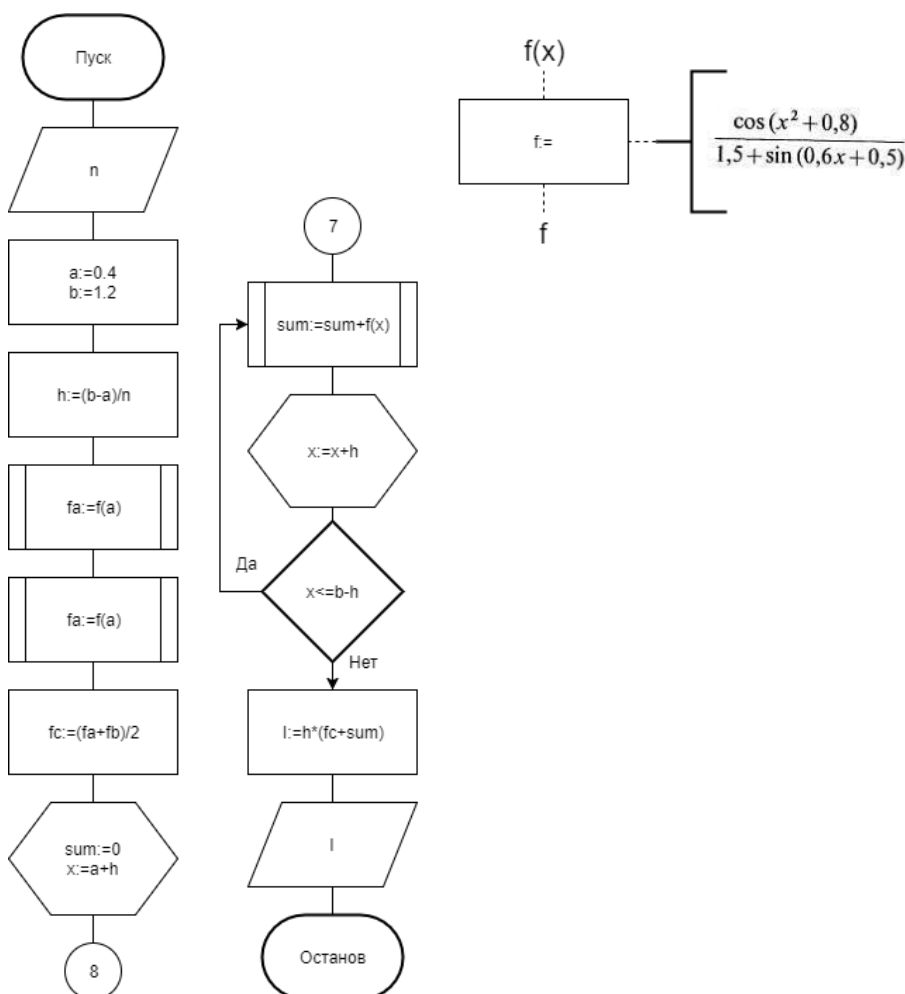 Пуск
n
a:=0.4
b:=1.2
h:=(b-a)/n
fa:=f(a)
fa:=f(a)
fc:=(fa+fb)/2
sum:=0
x:=a+h
8
7
sum:=sum+f(x)
x:=x+h
Да
x<=b-h
Нет
I:=h*(fc+sum)
I
Останов
f(x)
f:=
f
cos (x² + 0,8)
1,5 + sin (0,6x + 0,5)